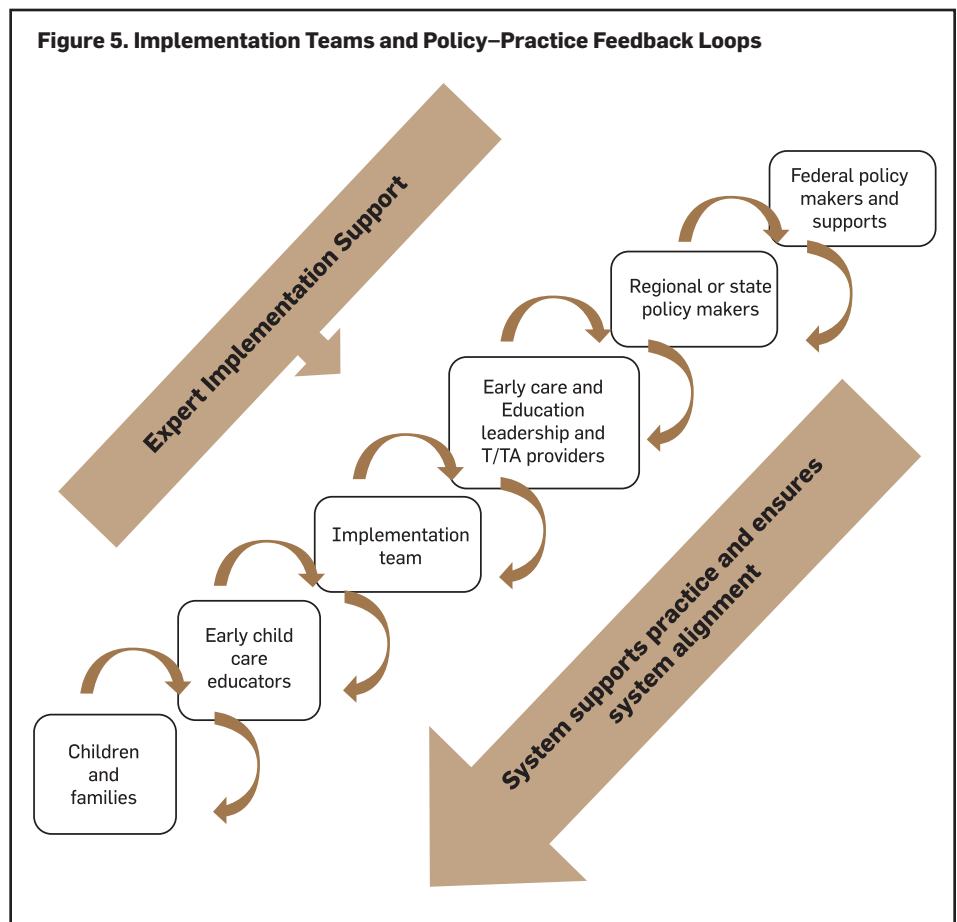 Figure 5. Implementation Teams and Policy–Practice Feedback Loops
Expert Implementation Support
Federal policy
makers and
supports
Regional or state
policy makers
Early care and
Education
leadership and
T/TA providers
Implementation
team
Early child
care
educators
Children
and
families
System supports practice and ensures
system alignment